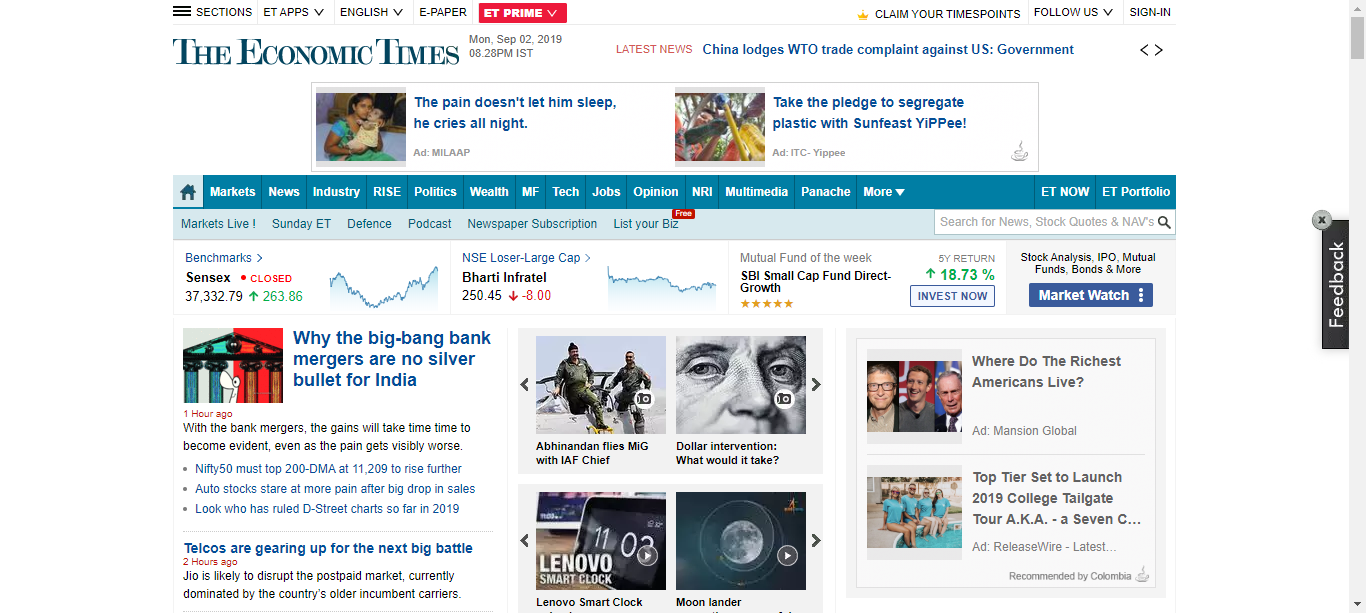 SECTIONS
ET APPS
ENGLISH
E-PAPER
ET PRIME
CLAIM YOUR TIMESPOINTS
FOLLOW US
SIGN-IN
THE ECONOMIC TIMES
Mon, Sep 02, 2019
08.28PM IST
LATEST NEWS
China lodges WTO trade complaint against US: Government
The pain doesn't let him sleep,
he cries all night.
Ad: MILAAP
Take the pledge to segregate
plastic with Sunfeast YiPPee!
Ad: ITC- Yippee
Markets
News
Industry
RISE
Politics
Wealth
MF
Tech
Jobs
Opinion
NRI
Multimedia
Panache
More
ET NOW
ET Portfolio
Markets Live !
Sunday ET
Defence
Podcast
Newspaper Subscription
List your Biz
Free
Search for News, Stock Quotes & NAV's
x
Feedback
Benchmarks
Sensex
CLOSED
37,332.79
263.86
NSE Loser-Large Cap
Bharti Infratel
250.45
-8.00
Mutual Fund of the week
SBI Small Cap Fund Direct-
Growth
5Y RETURN
18.73 %
INVEST NOW
Stock Analysis, IPO, Mutual
Funds, Bonds & More
Market Watch
Why the big-bang bank
mergers are no silver
bullet for India
1 Hour ago
With the bank mergers, the gains will take time time to
become evident, even as the pain gets visibly worse.
Nifty50 must top 200-DMA at 11,209 to rise further
Auto stocks stare at more pain after big drop in sales
Look who has ruled D-Street charts so far in 2019
Telcos are gearing up for the next big battle
2 Hours ago
Jio is likely to disrupt the postpaid market, currently
dominated by the country's older incumbent carriers.
Abhinandan flies MiG
with IAF Chief
Dollar intervention:
What would it take?
11 03
LENOVO
SMART CLOCK
Lenovo Smart Clock
Moon lander
Where Do The Richest
Americans Live?
Ad: Mansion Global
Top Tier Set to Launch
2019 College Tailgate
Tour A.K.A. - a Seven C...
Ad: ReleaseWire - Latest...
Recommended by Colombia